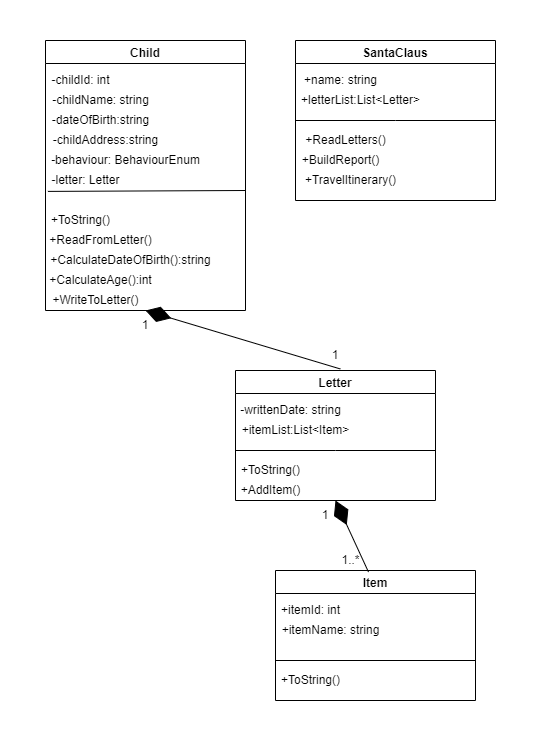 Child
-childId: int
-childName: string
-dateOfBirth:string
-childAddress:string
-behaviour: BehaviourEnum
-letter: Letter
+ToString()
+ReadFromLetter()
+CalculateDateOfBirth():string
+CalculateAge():int
+WriteToLetter()
SantaClaus
+name: string
+letterList:List<Letter>
+ReadLetters()
+BuildReport()
+TravelItinerary()
1
1
Letter
-writtenDate: string
+itemList:List<Item>
+ToString()
+AddItem()
1
1..*
Item
+itemId: int
+itemName: string
+ToString()